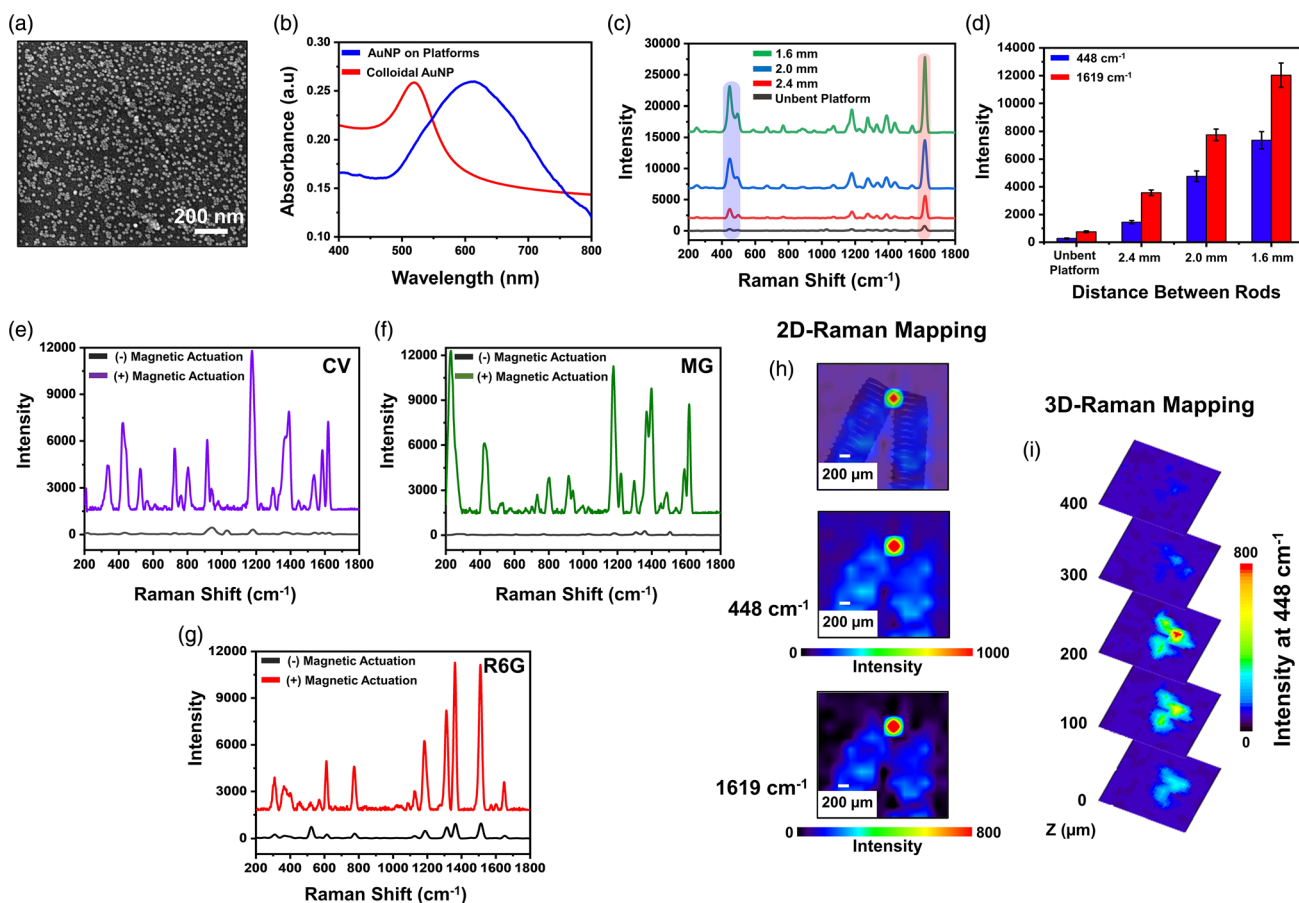 (a)
200 nm
(b)
Absorbance (a.u)
0.30
0.25
0.20
0.15
0.10
AuNP on Platforms
Colloidal AuNP
400 500 600 700 800
Wavelength (nm)
(c)
Intensity
30000
25000
20000
15000
10000
5000
0
1.6 mm
2.0 mm
2.4 mm
Unbent Platform
200 400 600 800 1000 1200 1400 1600 1800
Raman Shift (cm-1)
(d)
Intensity
14000
12000
10000
8000
6000
4000
2000
0
448 cm-1
1619 cm-1
Unbent
Platform
2.4 mm 2.0 mm 1.6 mm
Distance Between Rods
(e)
Intensity
12000
9000
6000
3000
0
(-) Magnetic Actuation
(+) Magnetic Actuation
CV
200 400 600 800 1000 1200 1400 1600 1800
Raman Shift (cm-1)
(f)
Intensity
12000
9000
6000
3000
0
(-) Magnetic Actuation
(+) Magnetic Actuation
MG
200 400 600 800 1000 1200 1400 1600 1800
Raman Shift (cm-1)
(g)
Intensity
12000
9000
6000
3000
0
(-) Magnetic Actuation
(+) Magnetic Actuation
R6G
200 400 600 800 1000 1200 1400 1600 1800
Raman Shift (cm-1)
2D-Raman Mapping
(h)
200 µm
448 cm-1
200 µm
0 1000
Intensity
1619 cm-1
200 µm
0 800
Intensity
3D-Raman Mapping
(i)
400
300
200
100
0
Z (µm)
800
0
Intensity at 448 cm-1